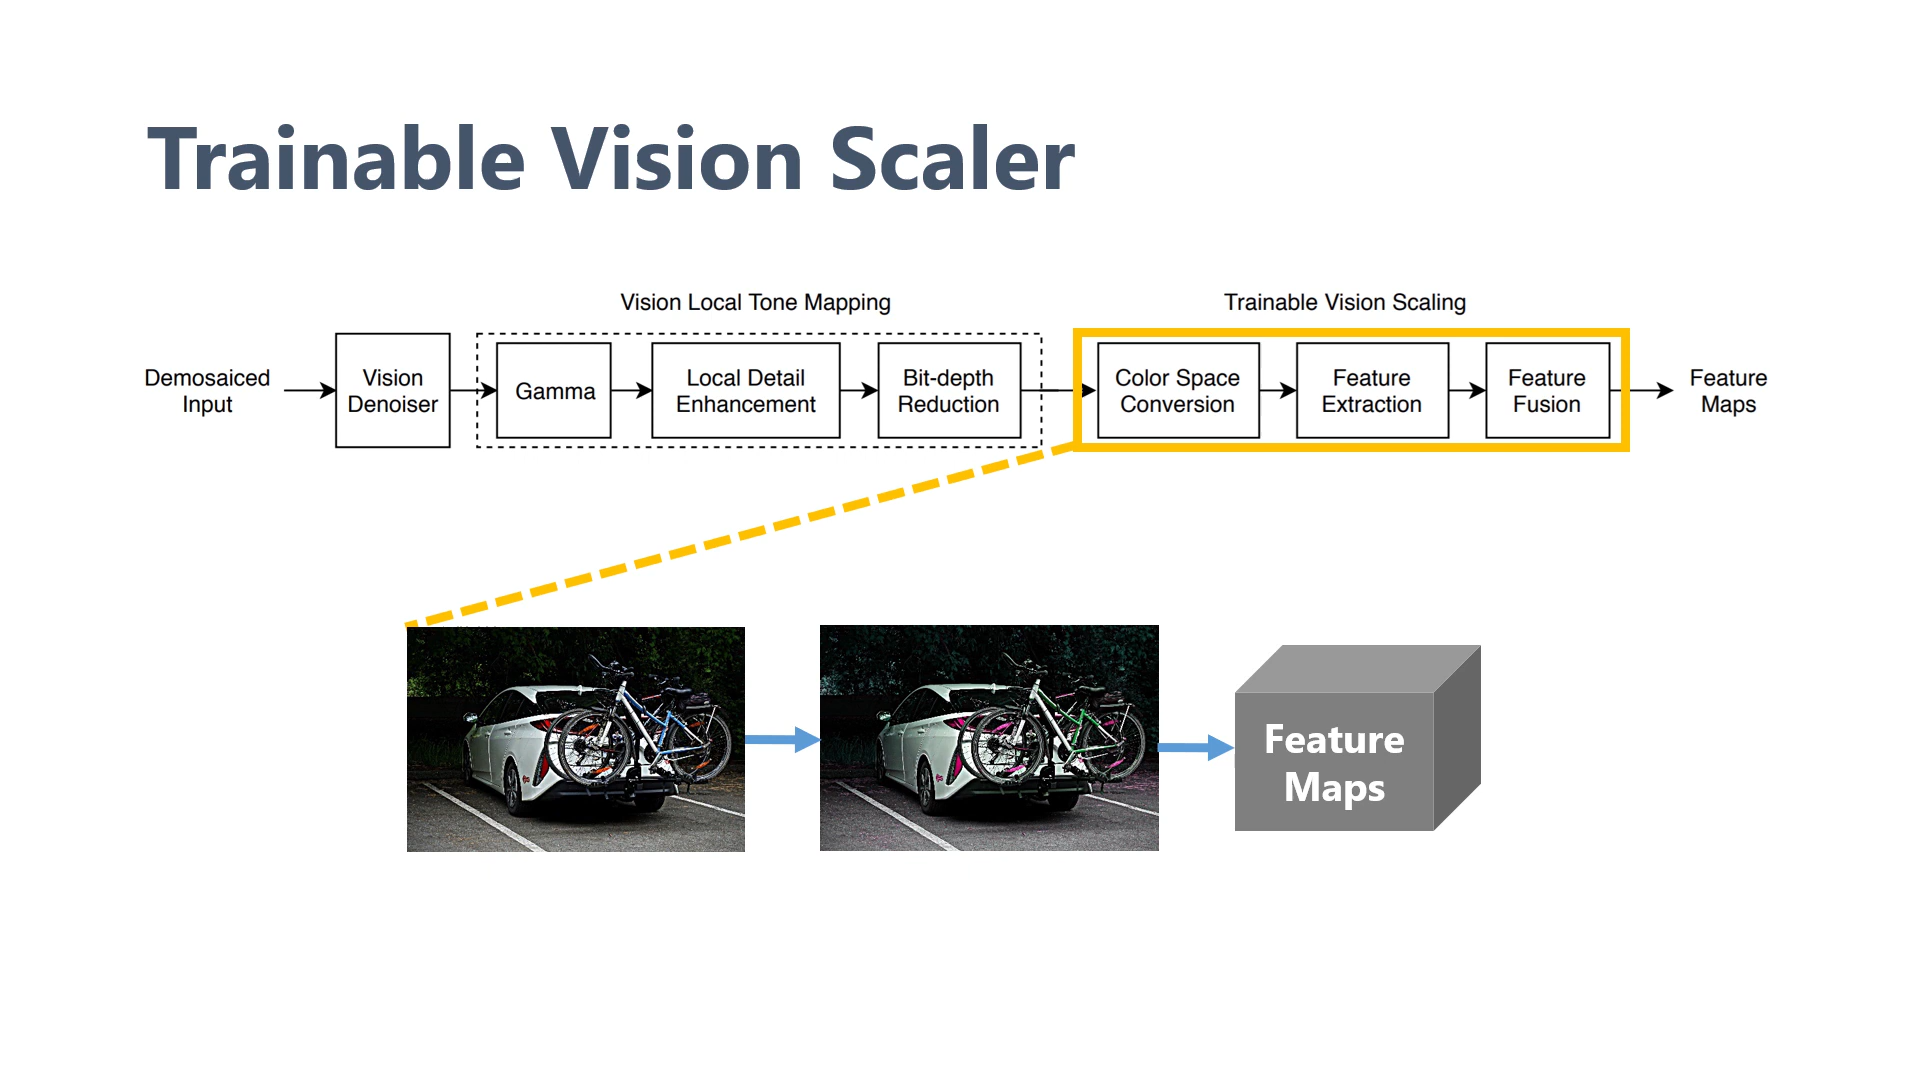 Trainable Vision Scaler
Vision Local Tone Mapping
Trainable Vision Scaling
Demosaiced
Input
Vision
Denoiser
Gamma
Local Detail
Enhancement
Bit-depth
Reduction
Color Space
Conversion
Feature
Extraction
Feature
Fusion
Feature
Maps
Feature
Maps